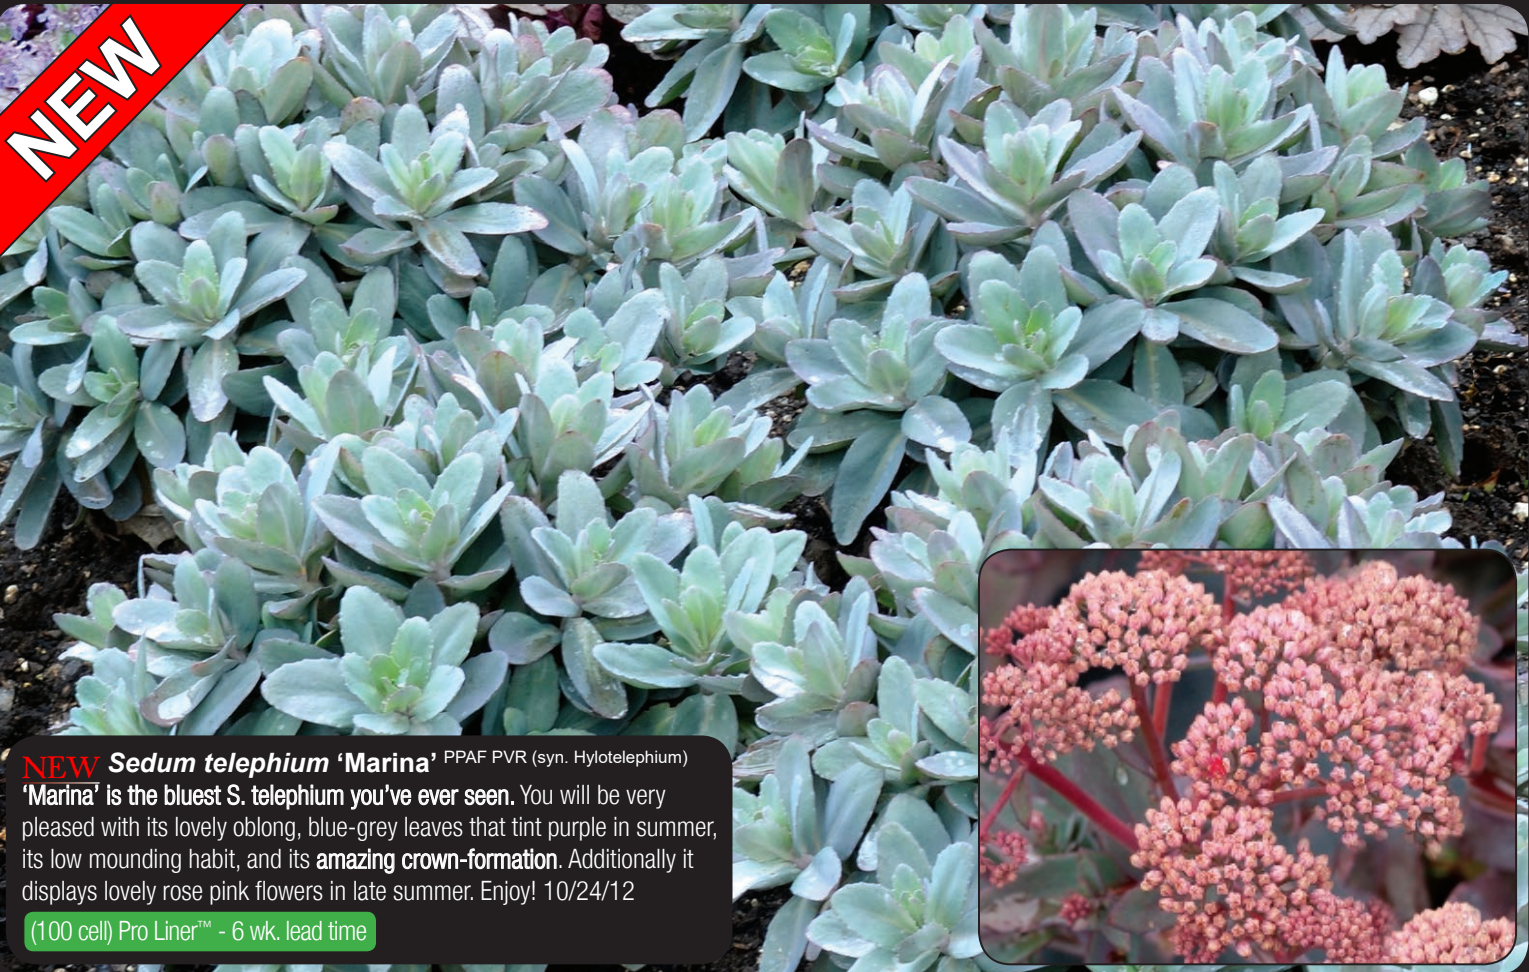 NEW
NEW Sedum telephium ‘Marina’ PPAF PVR (syn. Hylotelephium)
‘Marina’ is the bluest S. telephium you’ve ever seen. You will be very
pleased with its lovely oblong, blue-grey leaves that tint purple in summer,
its low mounding habit, and its amazing crown-formation. Additionally it
displays lovely rose pink flowers in late summer. Enjoy! 10/24/12
(100 cell) Pro Liner™ - 6 wk. lead time